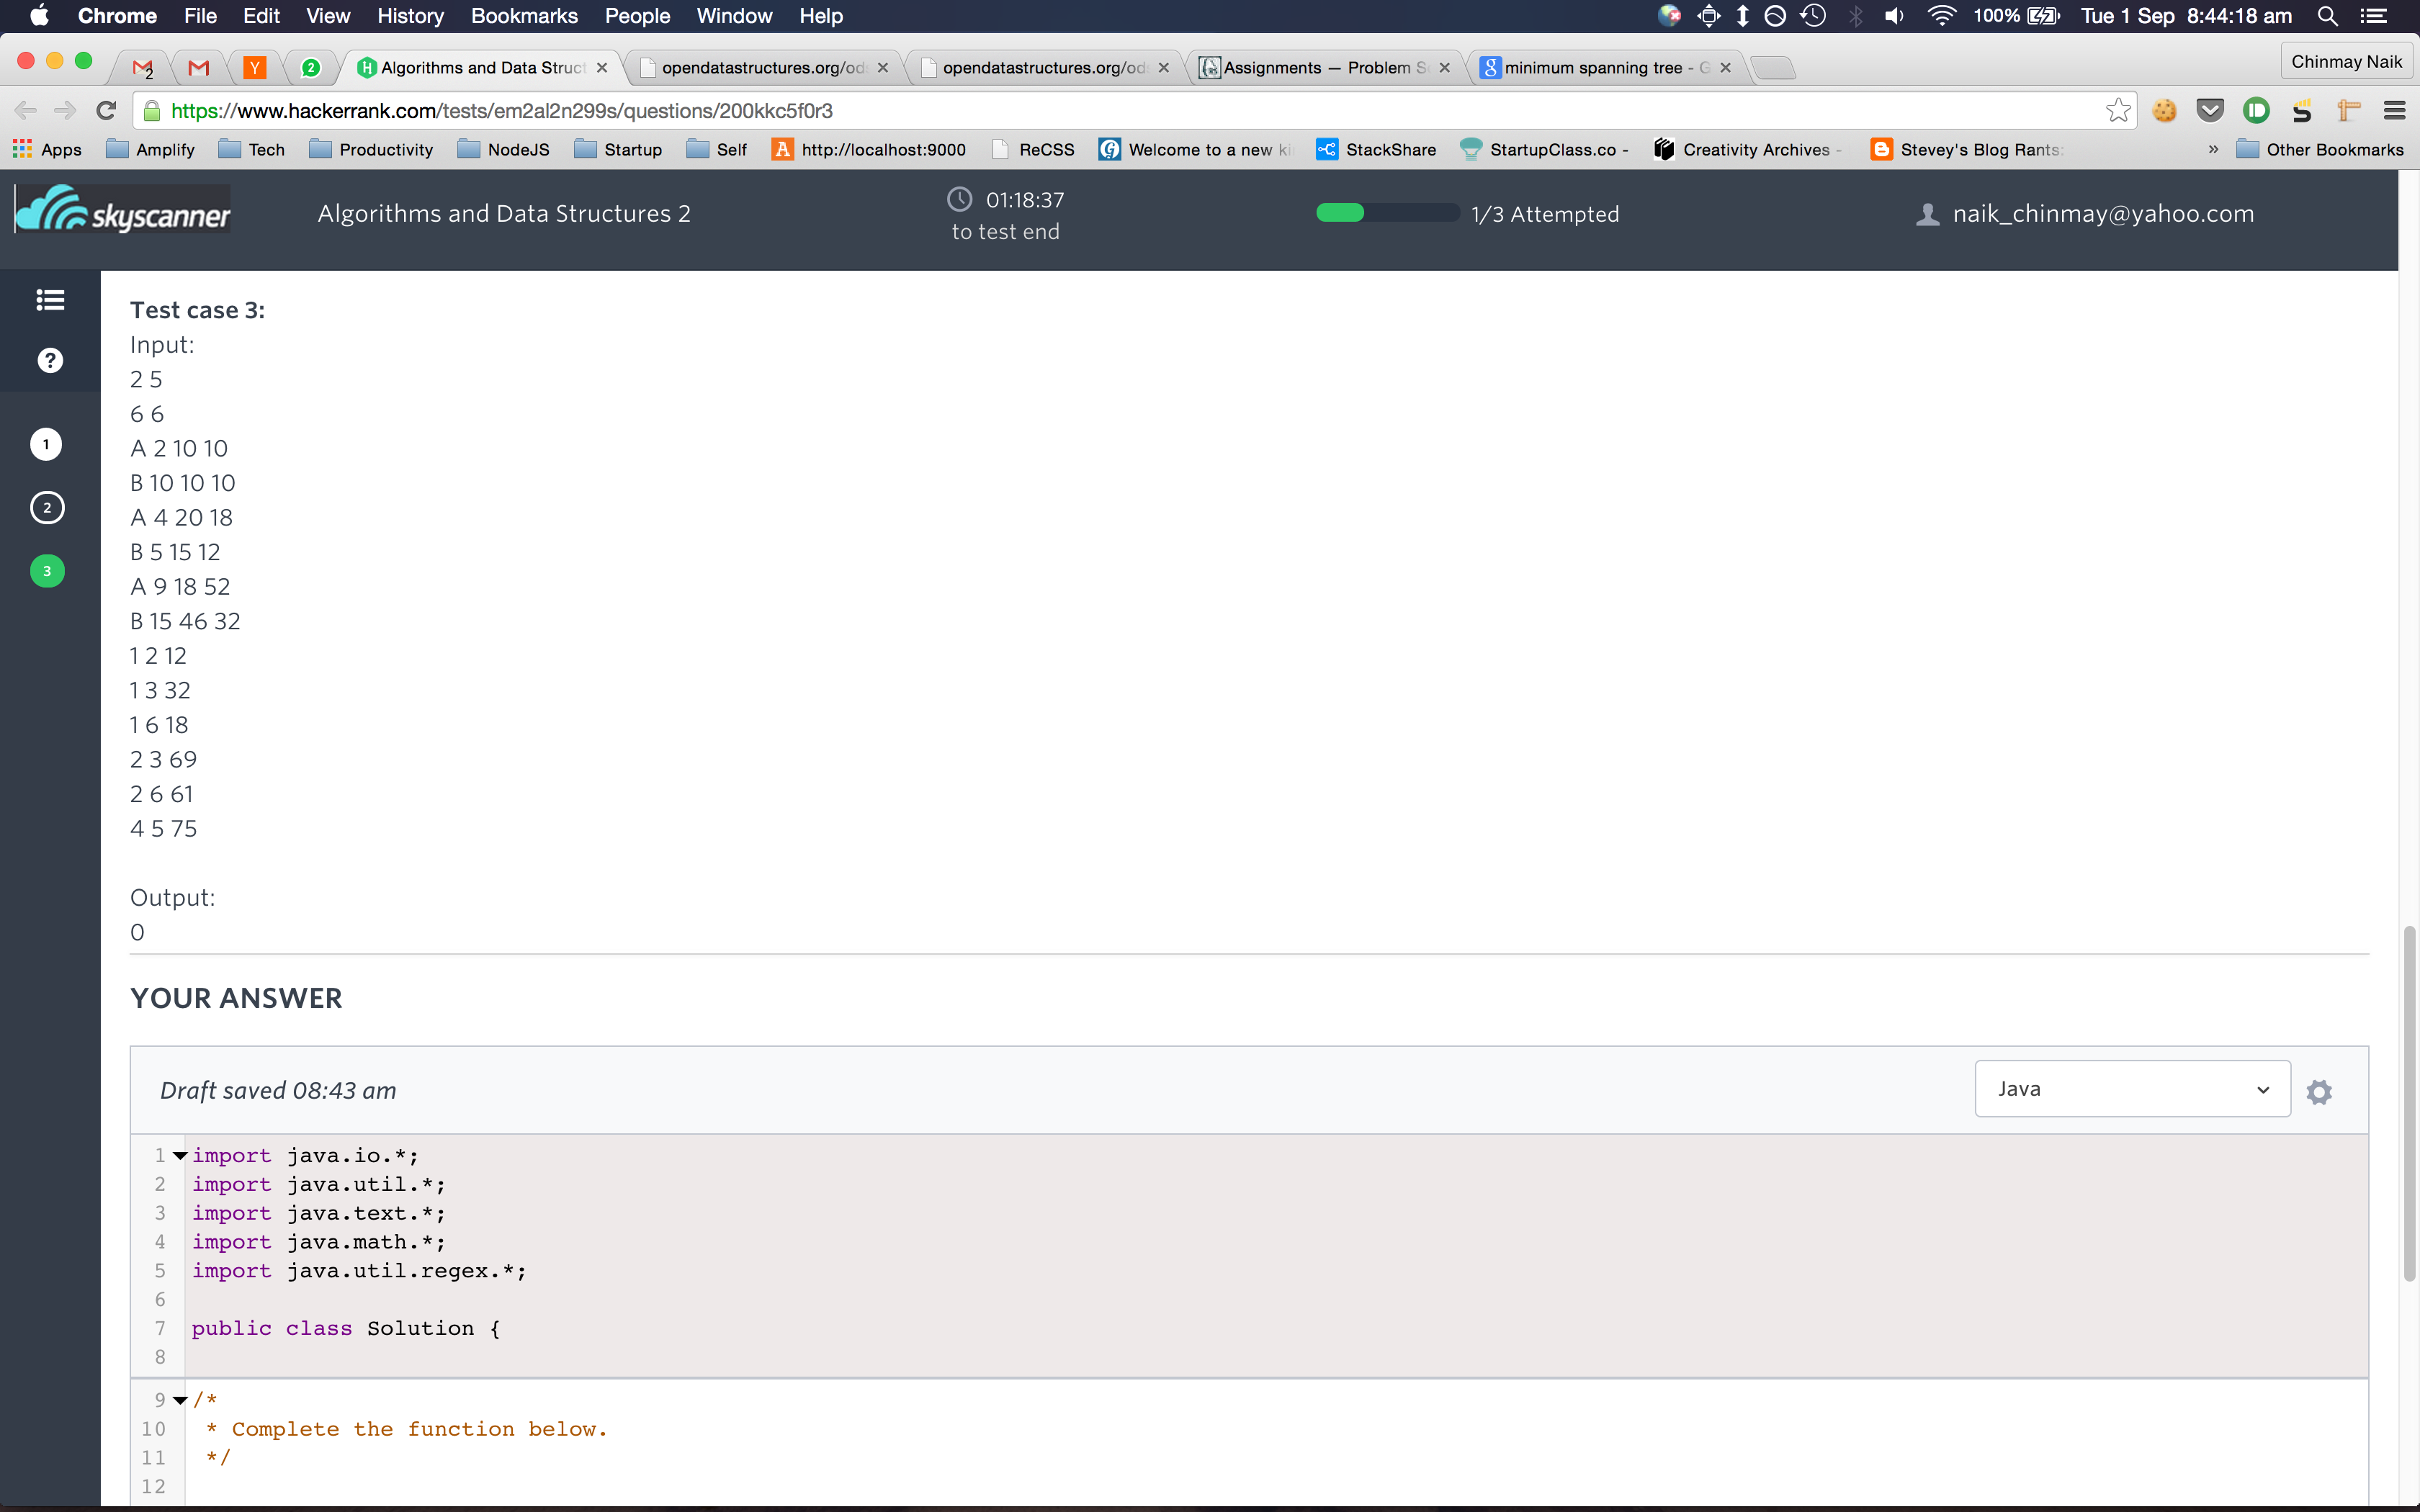 Chrome File Edit View History Bookmarks People Window Help 100% Tue 1 Sep 8:44:18 am
2 Y 2 Algorithms and Data Struct opendatastructures.org/od opendatastructures.org/od Assignments — Problem S g minimum spanning tree - G Chinmay Naik
https://www.hackerrank.com/tests/em2al2n299s/questions/200kkc5f0r3
Apps Amplify Tech Productivity NodeJS Startup Self http://localhost:9000 ReCSS Welcome to a new ki StackShare StartupClass.co - Creativity Archives - Stevey's Blog Rants: » Other Bookmarks
skyscanner Algorithms and Data Structures 2 01:18:37 1/3 Attempted naik_chinmay@yahoo.com
to test end
Test case 3:
Input:
2 5
6 6
A 2 10 10
B 10 10 10
A 4 20 18
B 5 15 12
A 9 18 52
B 15 46 32
1 2 12
1 3 32
1 6 18
2 3 69
2 6 61
4 5 75
Output:
0
?
1
2
3
YOUR ANSWER
Draft saved 08:43 am Java
1 import java.io.*;
2 import java.util.*;
3 import java.text.*;
4 import java.math.*;
5 import java.util.regex.*;
6
7 public class Solution {
8
9 /*
10 * Complete the function below.
11 */
12